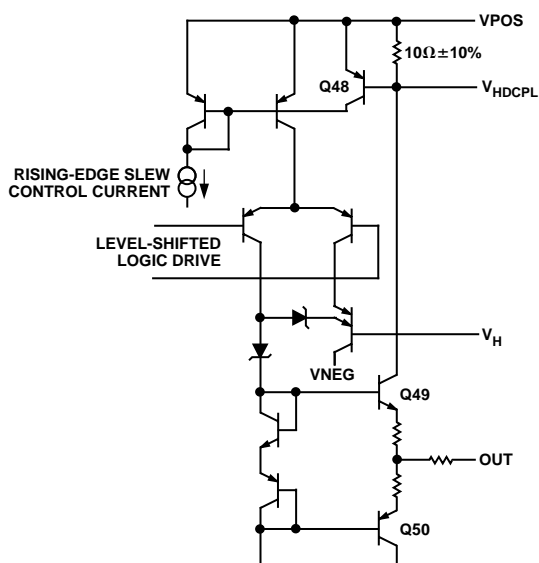 VPOS
10Ω±10%
Q48
VHDCPL
RISING-EDGE SLEW
CONTROL CURRENT
LEVEL-SHIFTED
LOGIC DRIVE
VH
VNEG
Q49
OUT
Q50